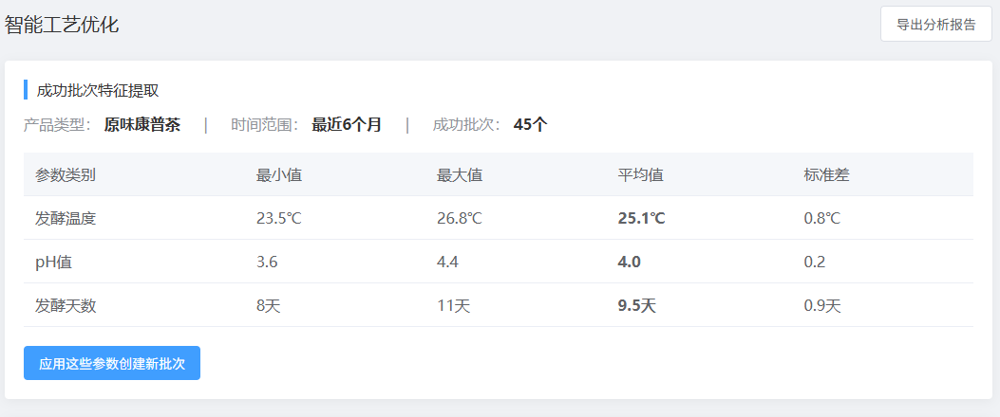 智能工艺优化 导出分析报告
成功批次特征提取
产品类型： 原味康普茶 | 时间范围： 最近6个月 | 成功批次： 45个
参数类别 最小值 最大值 平均值 标准差
发酵温度 23.5℃ 26.8℃ 25.1℃ 0.8℃
pH值 3.6 4.4 4.0 0.2
发酵天数 8天 11天 9.5天 0.9天
应用这些参数创建新批次